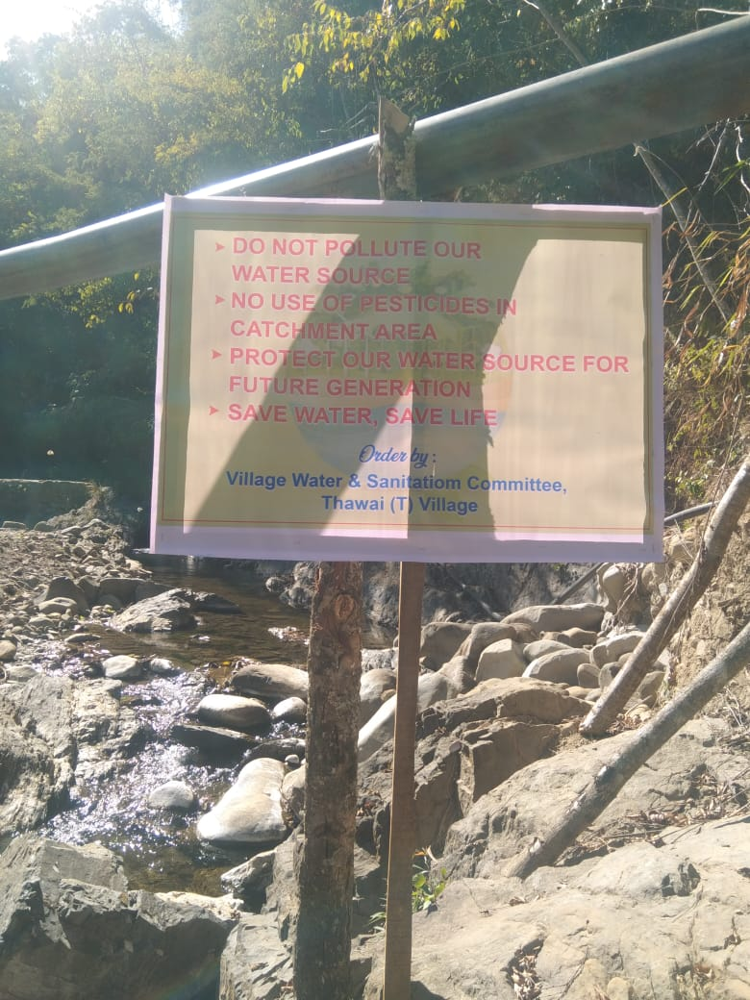 ➤ DO NOT POLLUTE OUR
WATER SOURCE
➤ NO USE OF PESTICIDES IN
CATCHMENT AREA
➤ PROTECT OUR WATER SOURCE FOR
FUTURE GENERATION
➤ SAVE WATER, SAVE LIFE
Order by :
Village Water & Sanitatiom Committee,
Thawai (T) Village